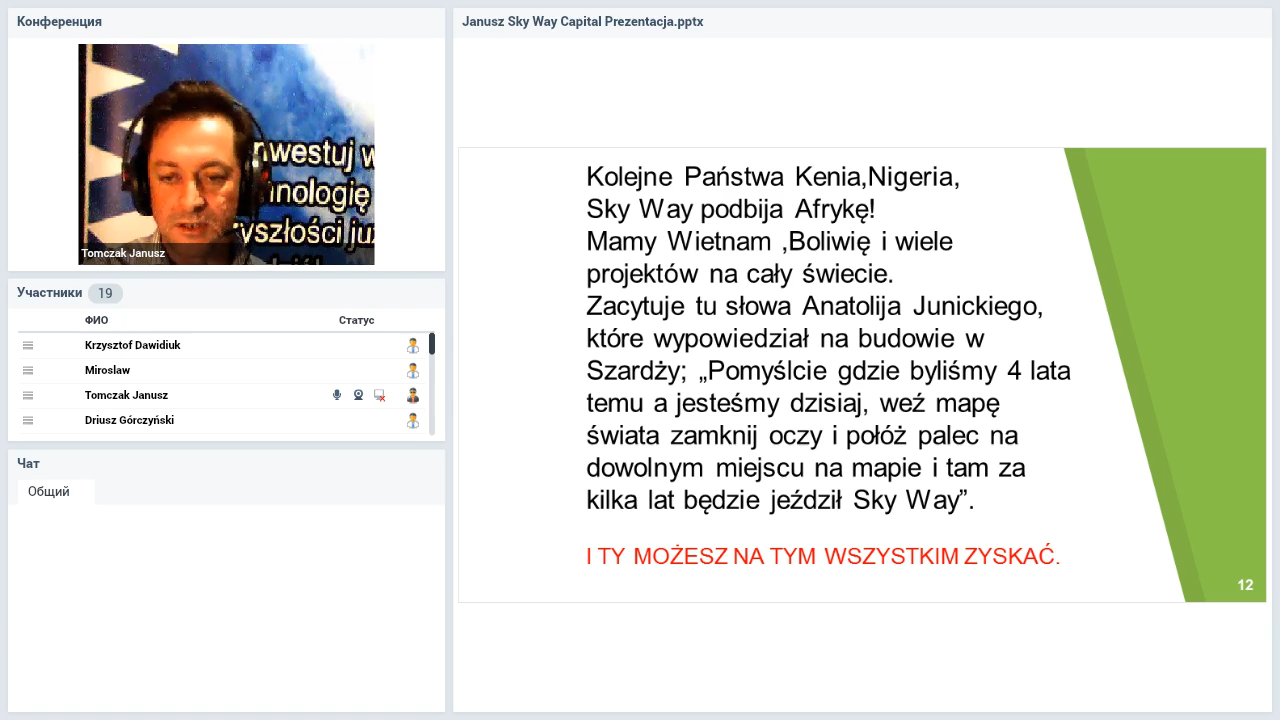 Конференция
nwestuj w
nologię
yszłości już
Tomczak Janusz
Участники 19
ФИО Статус
Krzysztof Dawidiuk
Miroslaw
Tomczak Janusz
Driusz Górczyński
Чат
Общий
Janusz Sky Way Capital Prezentacja.pptx
Kolejne Państwa Kenia,Nigeria,
Sky Way podbija Afrykę!
Mamy Wietnam ,Boliwię i wiele
projektów na cały świecie.
Zacytuje tu słowa Anatolija Junickiego,
które wypowiedział na budowie w
Szardży; „Pomyślcie gdzie byliśmy 4 lata
temu a jesteśmy dzisiaj, weź mapę
świata zamknij oczy i połóż palec na
dowolnym miejscu na mapie i tam za
kilka lat będzie jeździł Sky Way”.
I TY MOŻESZ NA TYM WSZYSTKIM ZYSKAĆ.
12